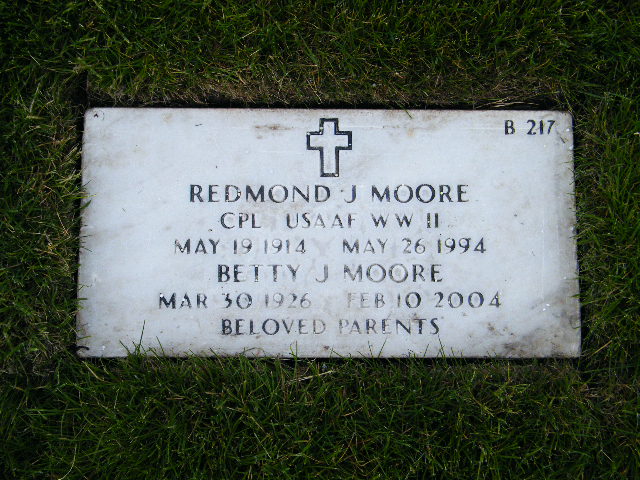 B 217
REDMOND J MOORE
CPL USAAF WW II
MAY 19 1914 MAY 26 1994
BETTY J MOORE
MAR 30 1926 FEB 10 2004
BELOVED PARENTS